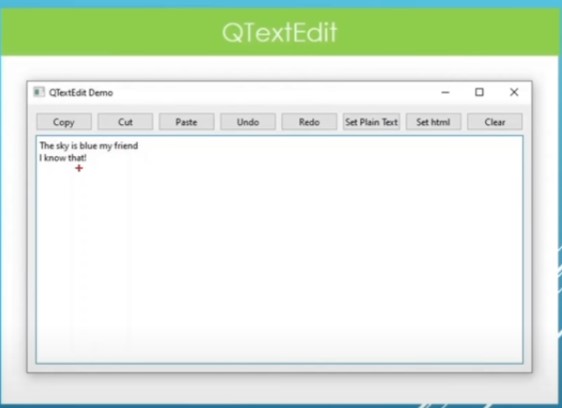 QTextEdit
QTextEdit Demo
Copy Cut Paste Undo Redo Set Plain Text Set html Clear
The sky is blue my friend
I know that!